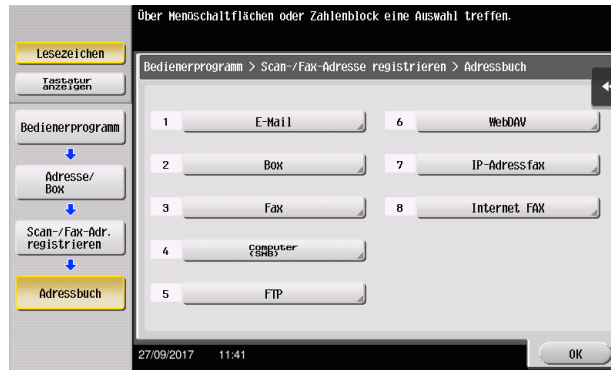 Über Menüschaltflächen oder Zahlenblock eine Auswahl treffen.
Lesezeichen
Tastatur
anzeigen
Bedienerprogramm
Adresse/
Box
Scan-/Fax-Adr.
registrieren
Adressbuch
Bedienerprogramm > Scan-/Fax-Adresse registrieren > Adressbuch
1 E-Mail
2 Box
3 Fax
4 Computer
(SMB)
5 FTP
6 WebDAV
7 IP-Adressfax
8 Internet FAX
27/09/2017 11:41
OK